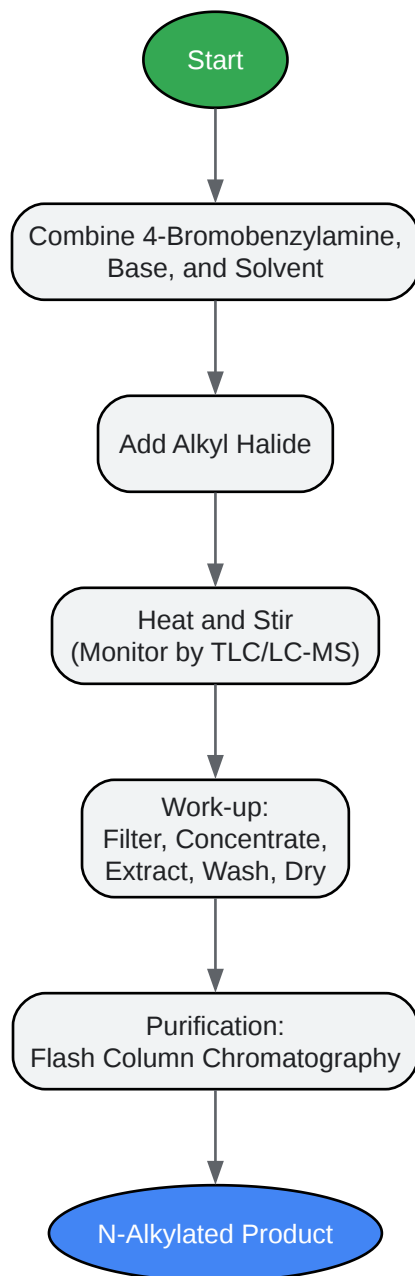 Start
Combine 4-Bromobenzylamine,
Base, and Solvent
Add Alkyl Halide
Heat and Stir
(Monitor by TLC/LC-MS)
Work-up:
Filter, Concentrate,
Extract, Wash, Dry
Purification:
Flash Column Chromatography
N-Alkylated Product